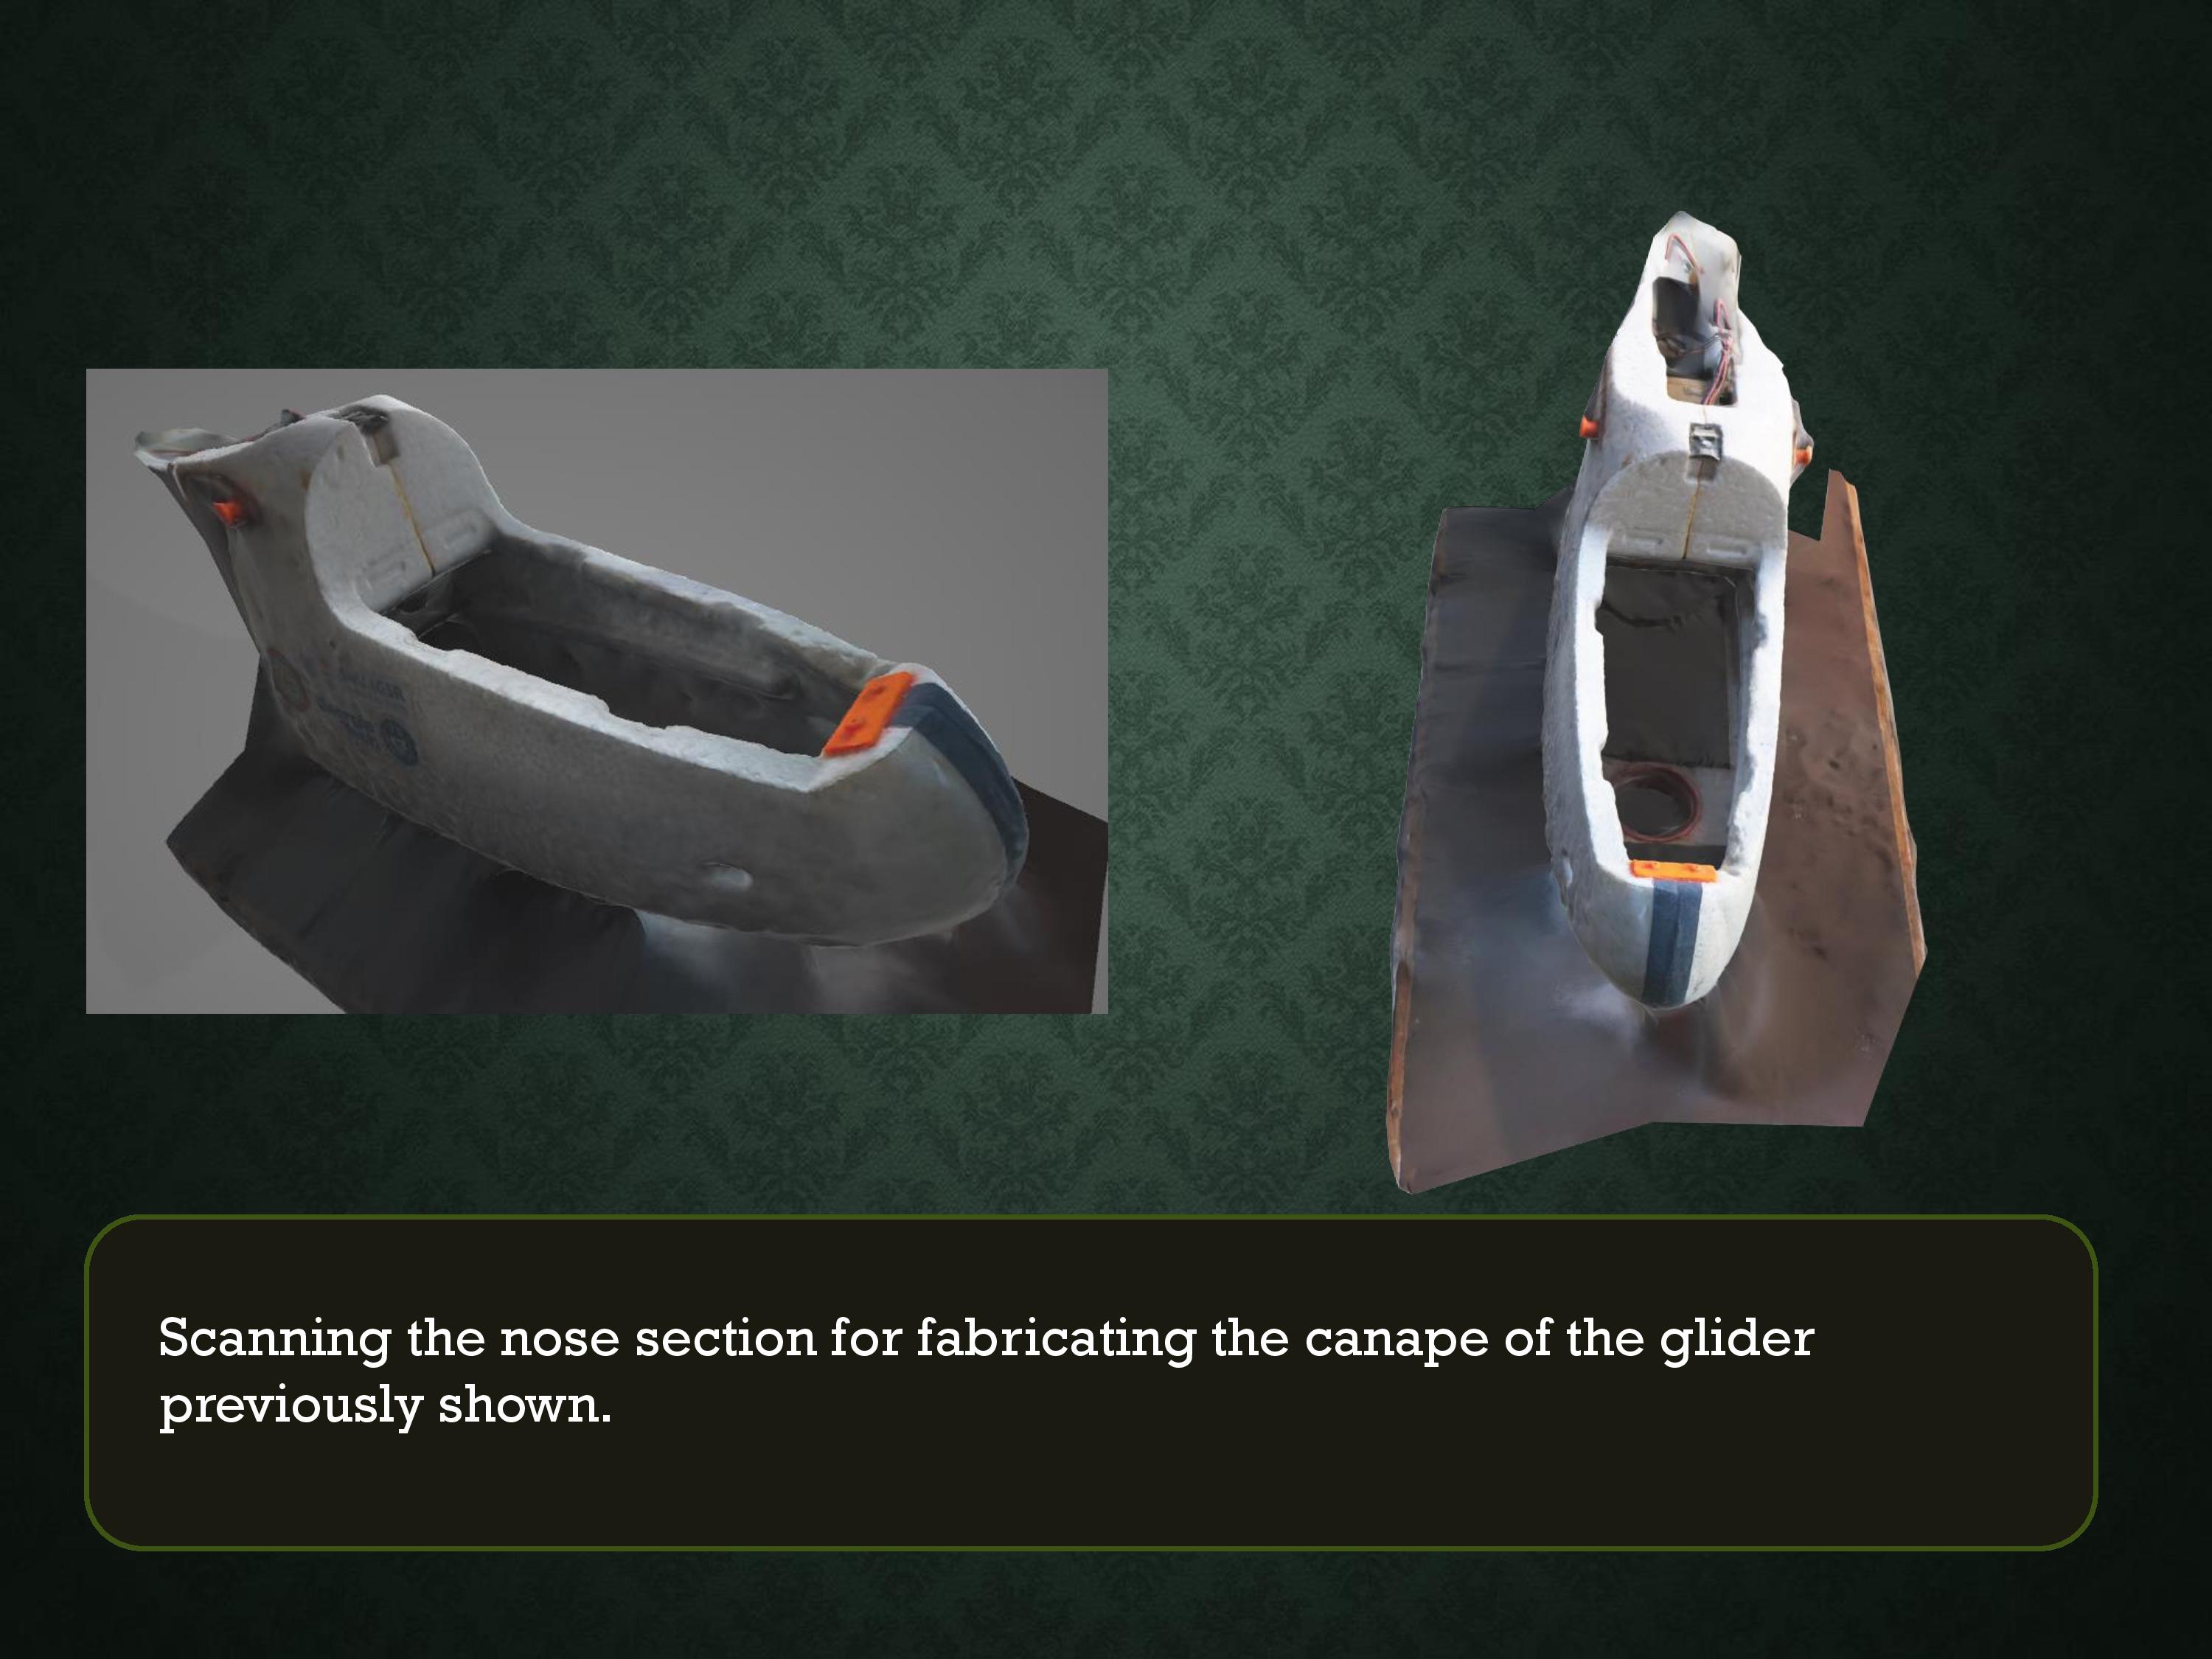 Scanning the nose section for fabricating the canape of the glider
previously shown.